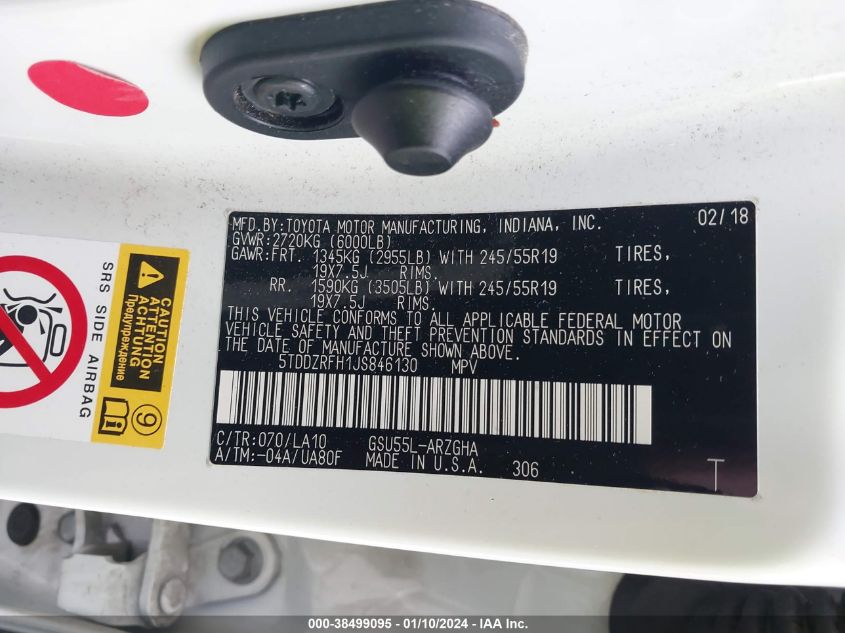 MFD.BY:TOYOTA MOTOR MANUFACTURING, INDIANA, INC. 02/18
GVWR:2720KG (6000LB)
GAWR:FRT. 1345KG (2955LB) WITH 245/55R19 TIRES,
19X7.5J RIMS.
RR. 1590KG (3505LB) WITH 245/55R19 TIRES,
19X7.5J RIMS.
THIS VEHICLE CONFORMS TO ALL APPLICABLE FEDERAL MOTOR
VEHICLE SAFETY AND THEFT PREVENTION STANDARDS IN EFFECT ON
THE DATE OF MANUFACTURE SHOWN ABOVE.
5TDDZRFH1JS846130 MPV
C/TR:070/LA10 GSU55L-ARZGHA
A/TM:-04A/UA80F MADE IN U.S.A. 306
T
SRS SIDE AIRBAG
CAUTION
ATTENTION
ACHTUNG
Предупреждение
9
000-38499095 - 01/10/2024 - IAA Inc.